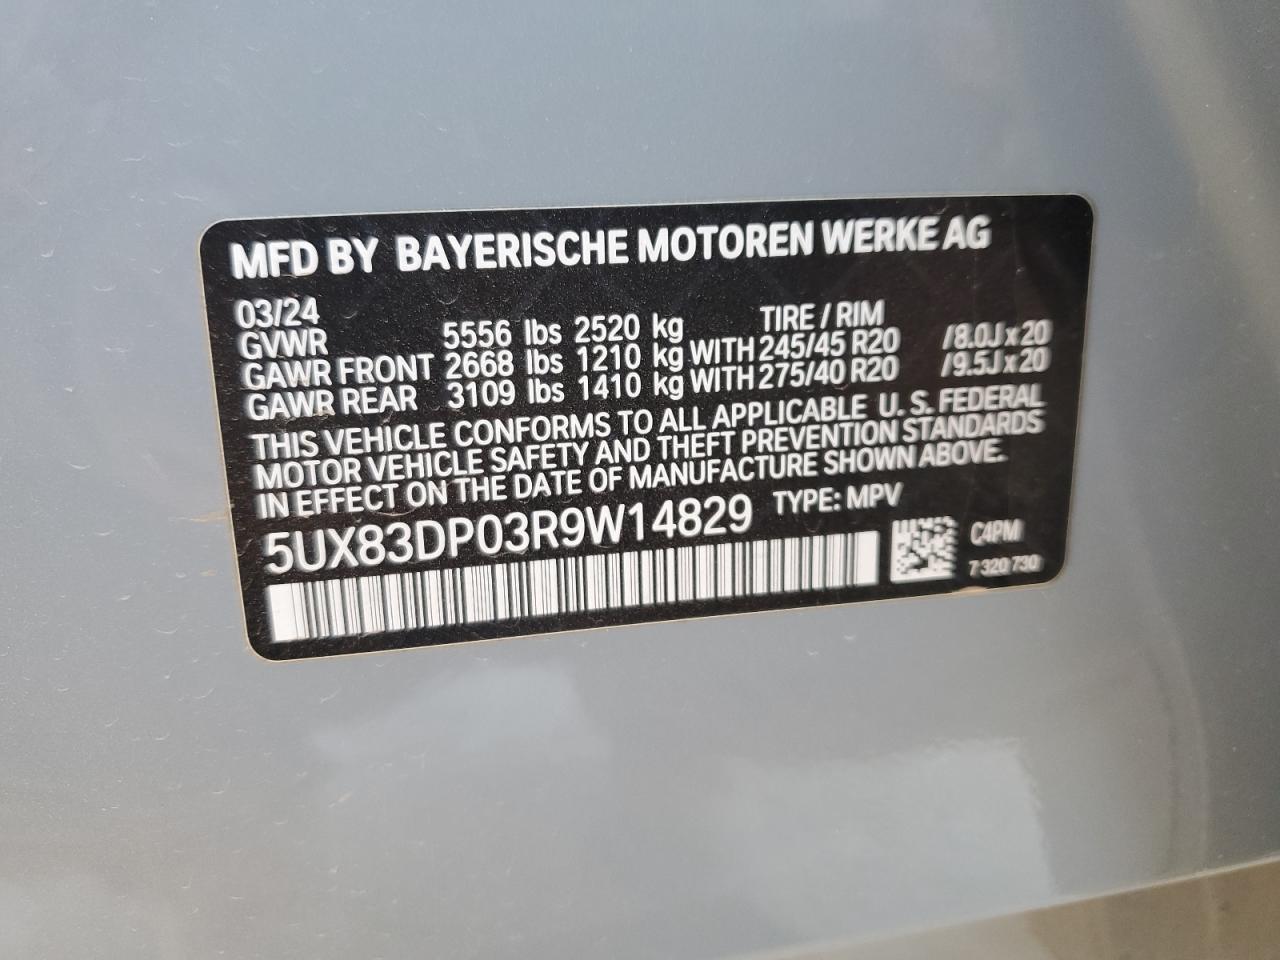 MFD BY BAYERISCHE MOTOREN WERKE AG
03/24 TIRE / RIM
GVWR 5556 lbs 2520 kg
GAWR FRONT 2668 lbs 1210 kg WITH 245/45 R20 /8.0J x 20
GAWR REAR 3109 lbs 1410 kg WITH 275/40 R20 /9.5J x 20
THIS VEHICLE CONFORMS TO ALL APPLICABLE U. S. FEDERAL
MOTOR VEHICLE SAFETY AND THEFT PREVENTION STANDARDS
IN EFFECT ON THE DATE OF MANUFACTURE SHOWN ABOVE.
5UX83DP03R9W14829 TYPE: MPV
C4PM
7 320 730